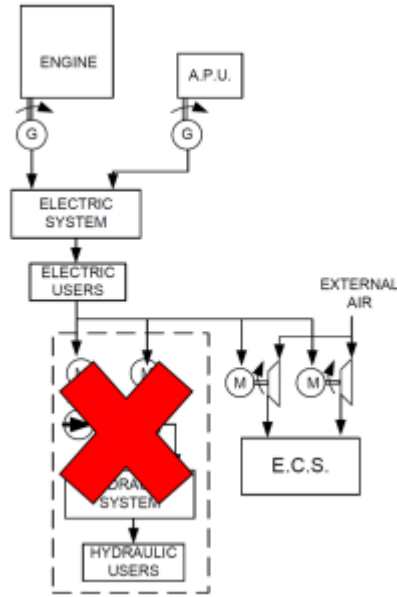 ENGINE
A.P.U.
G
G
ELECTRIC
SYSTEM
ELECTRIC
USERS
EXTERNAL
AIR
M
M
M
E.C.S.
SYSTEM
HYDRAULIC
USERS